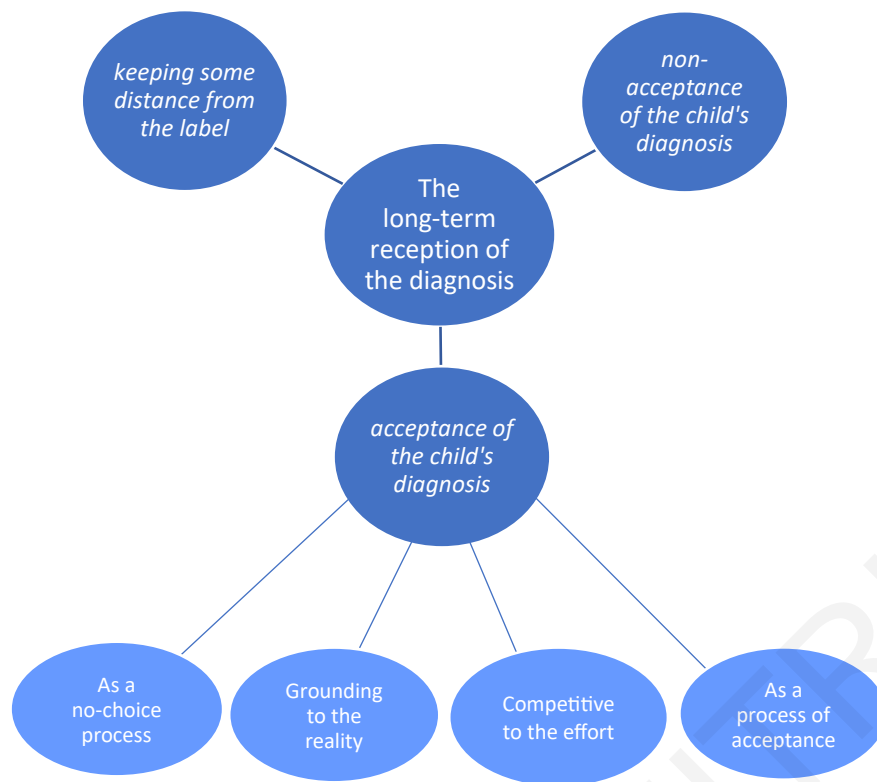 keeping some
distance from
the label
non-
acceptance
of the child's
diagnosis
The
long-term
reception of
the diagnosis
acceptance of
the child's
diagnosis
As a
no-choice
process
Grounding
to the
reality
Competitive
to the effort
As a
process of
acceptance